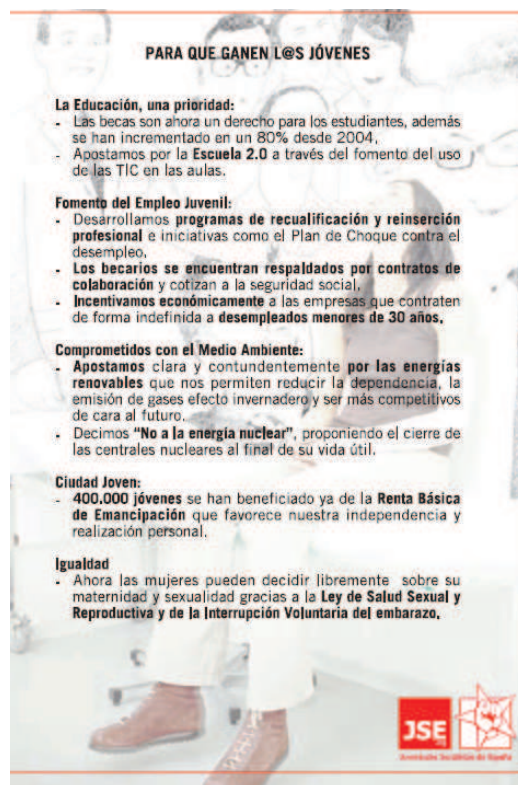 PARA QUE GANEN L@S JÓVENES
La Educación, una prioridad:
- Las becas son ahora un derecho para los estudiantes, además
se han incrementado en un 80% desde 2004.
- Apostamos por la Escuela 2.0 a través del fomento del uso
de las TIC en las aulas.
Fomento del Empleo Juvenil:
- Desarrollamos programas de recualificación y reinserción
profesional e iniciativas como el Plan de Choque contra el
desempleo.
- Los becarios se encuentran respaldados por contratos de
colaboración y cotizan a la seguridad social.
- Incentivamos económicamente a las empresas que contraten
de forma indefinida a desempleados menores de 30 años.
Comprometidos con el Medio Ambiente:
- Apostamos clara y contundentemente por las energías
renovables que nos permiten reducir la dependencia, la
emisión de gases efecto invernadero y ser más competitivos
de cara al futuro.
- Decimos "No a la energía nuclear", proponiendo el cierre de
las centrales nucleares al final de su vida útil.
Ciudad Joven:
- 400.000 jóvenes se han beneficiado ya de la Renta Básica
de Emancipación que favorece nuestra independencia y
realización personal.
Igualdad
- Ahora las mujeres pueden decidir libremente sobre su
maternidad y sexualidad gracias a la Ley de Salud Sexual y
Reproductiva y de la Interrupción Voluntaria del embarazo.
JSE
Juventudes Socialistas de España